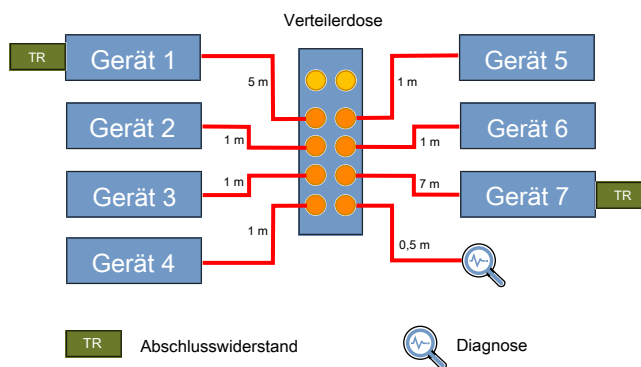 Verteilerdose
TR
Gerät 1
5 m
Gerät 5
1 m
Gerät 2
1 m
Gerät 6
1 m
Gerät 3
1 m
Gerät 7
7 m
TR
Gerät 4
1 m
0,5 m
TR
Abschlusswiderstand
Diagnose